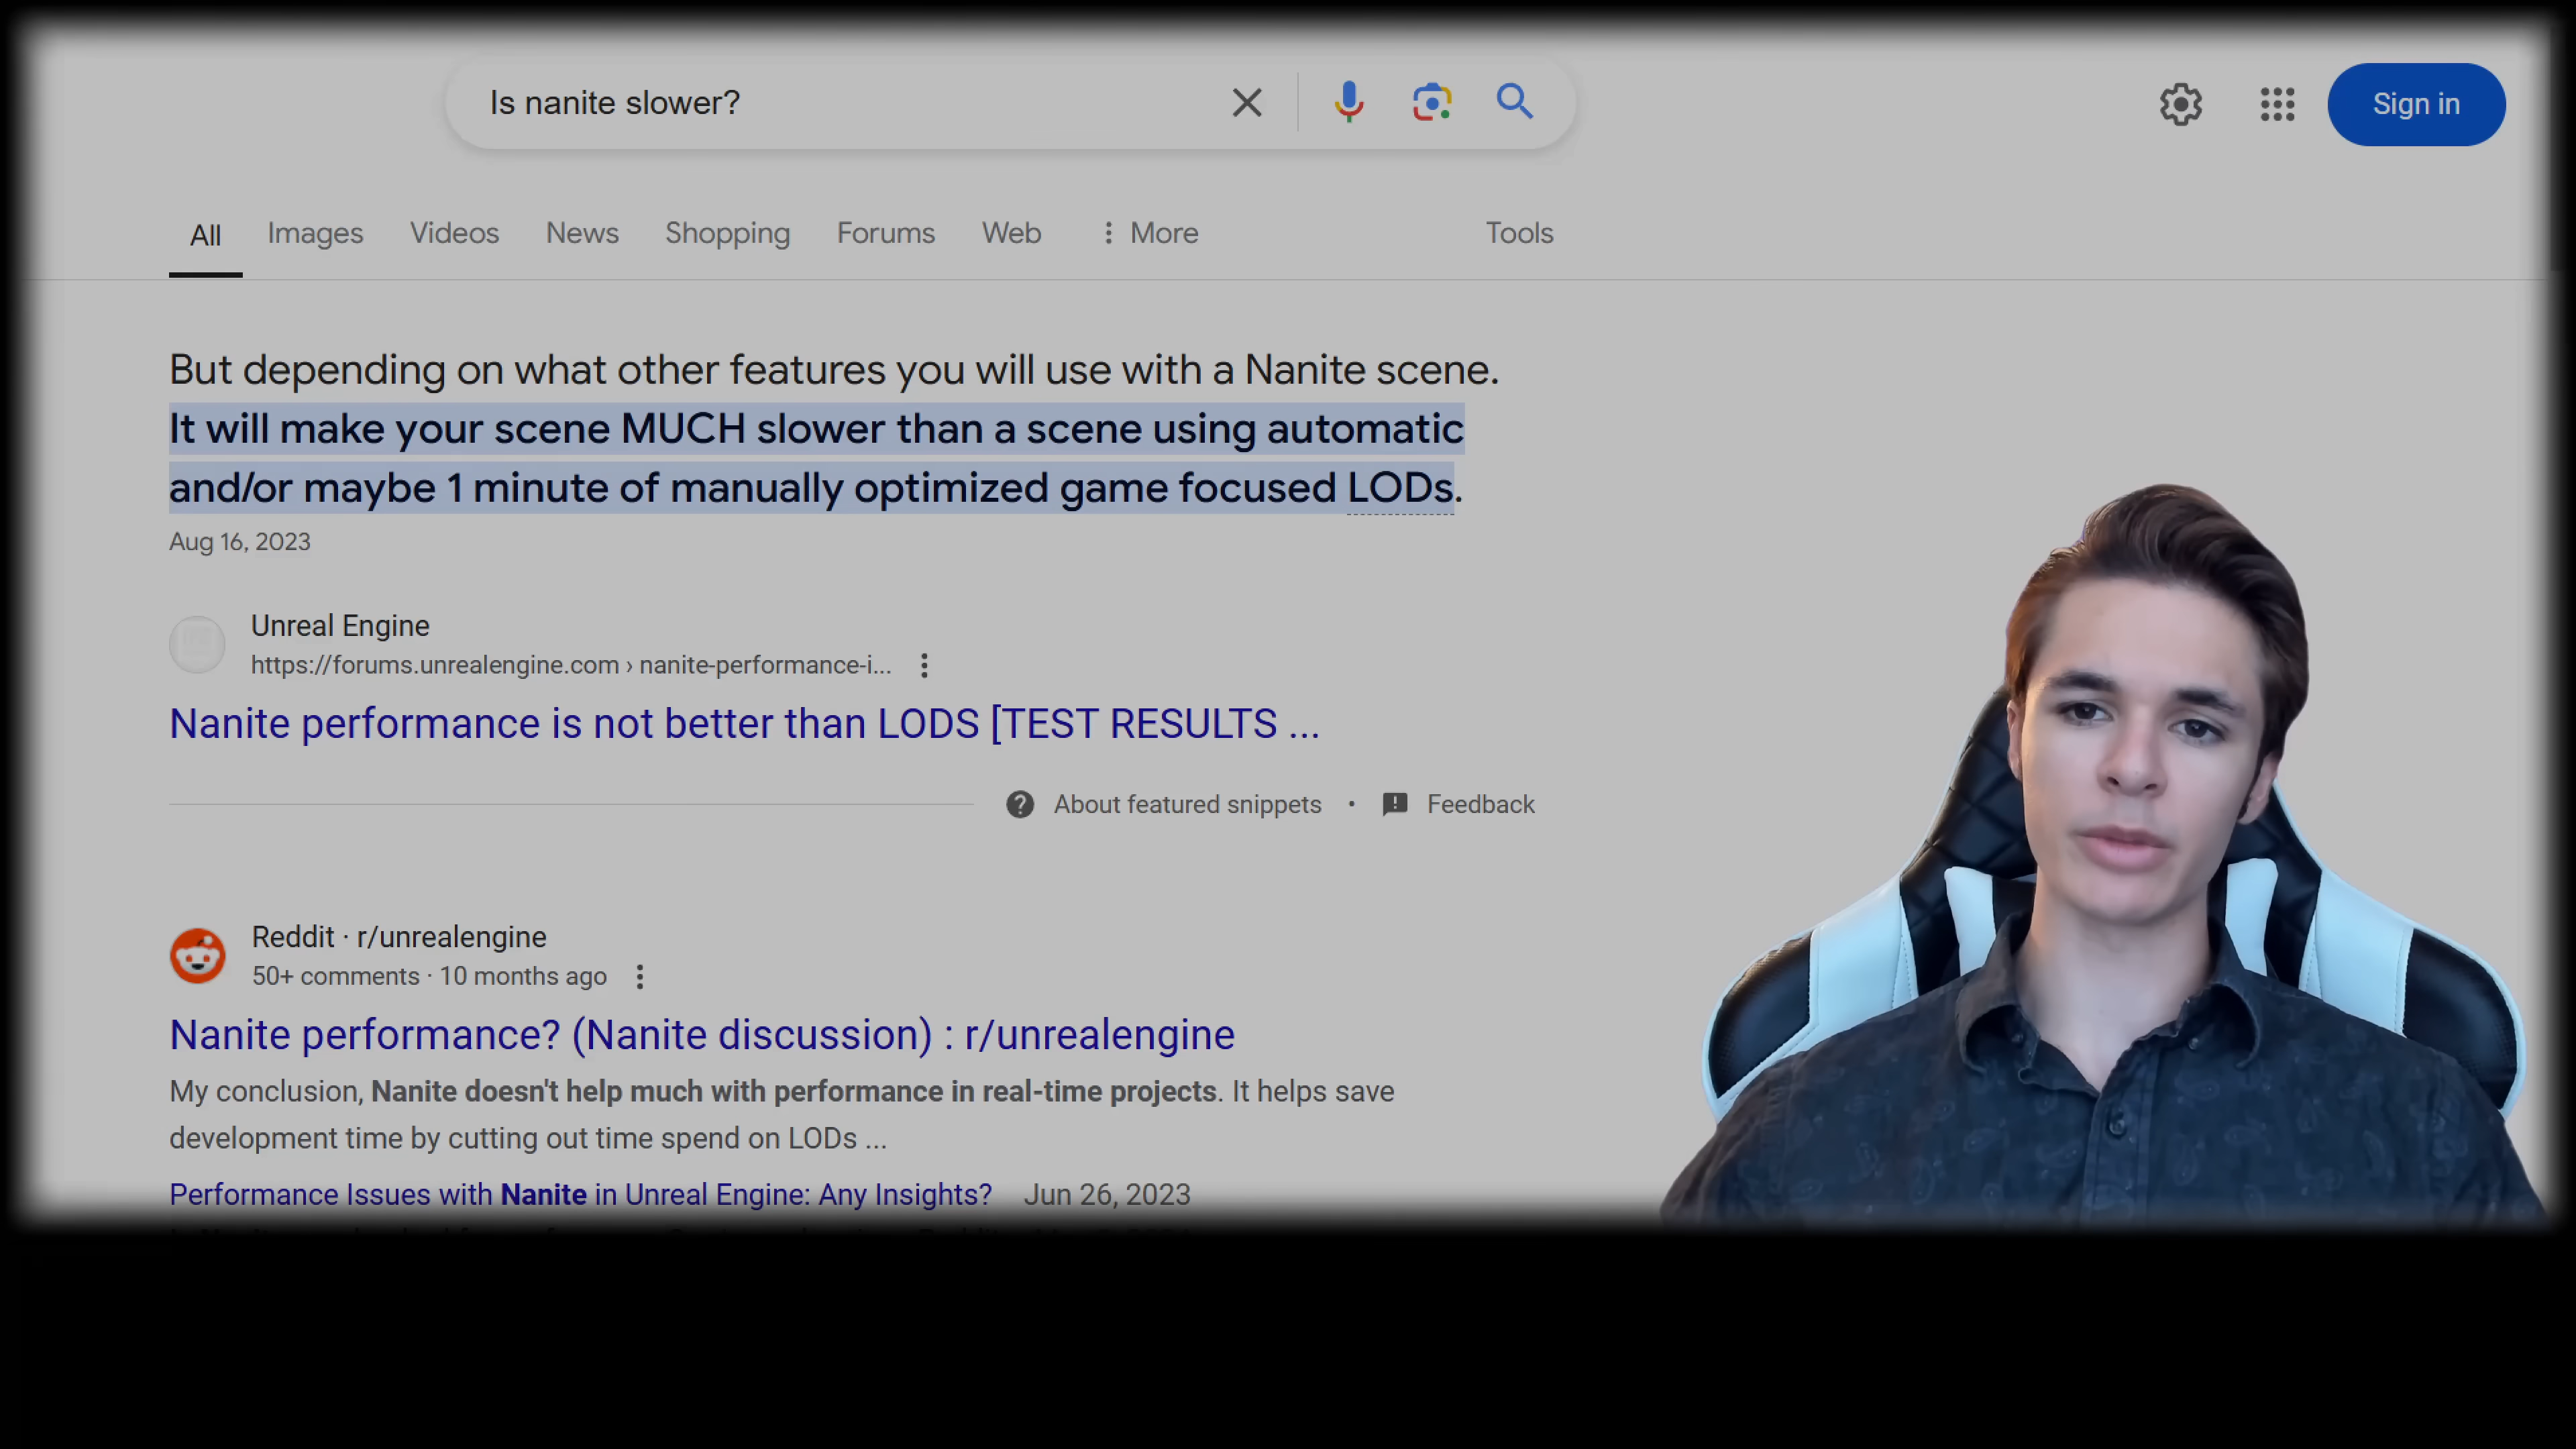 Is nanite slower?
Sign in
All Images Videos News Shopping Forums Web More Tools
But depending on what other features you will use with a Nanite scene.
It will make your scene MUCH slower than a scene using automatic
and/or maybe 1 minute of manually optimized game focused LODs.
Aug 16, 2023
Unreal Engine
https://forums.unrealengine.com › nanite-performance-i...
Nanite performance is not better than LODS [TEST RESULTS ...
About featured snippets • Feedback
Reddit · r/unrealengine
50+ comments · 10 months ago
Nanite performance? (Nanite discussion) : r/unrealengine
My conclusion, Nanite doesn't help much with performance in real-time projects. It helps save
development time by cutting out time spend on LODs ...
Performance Issues with Nanite in Unreal Engine: Any Insights? Jun 26, 2023